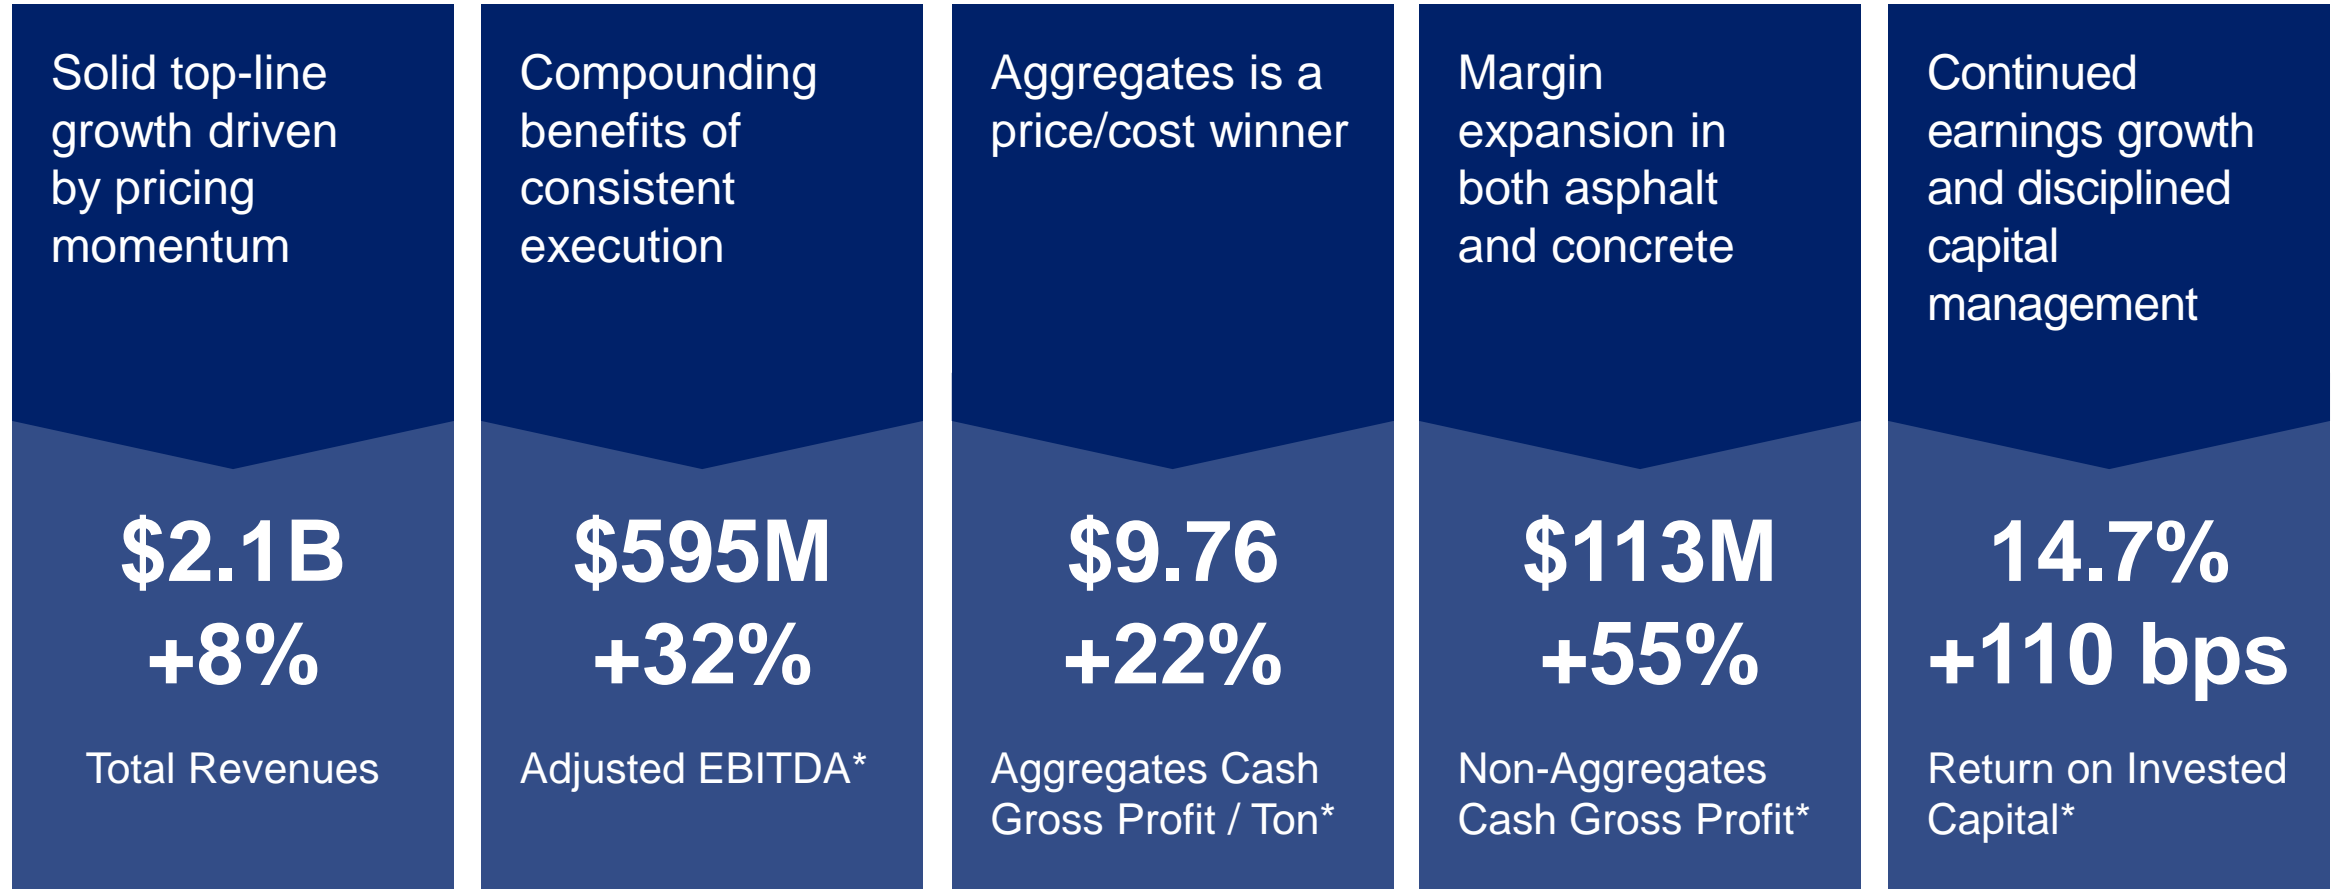 Solid top-line
growth driven
by pricing
momentum
$2.1B
+8%
Total Revenues
Compounding
benefits of
consistent
execution
$595M
+32%
Adjusted EBITDA*
Aggregates is a
price/cost winner
$9.76
+22%
Aggregates Cash
Gross Profit / Ton*
Margin
expansion in
both asphalt
and concrete
$113M
+55%
Non-Aggregates
Cash Gross Profit*
Continued
earnings growth
and disciplined
capital
management
14.7%
+110 bps
Return on Invested
Capital*